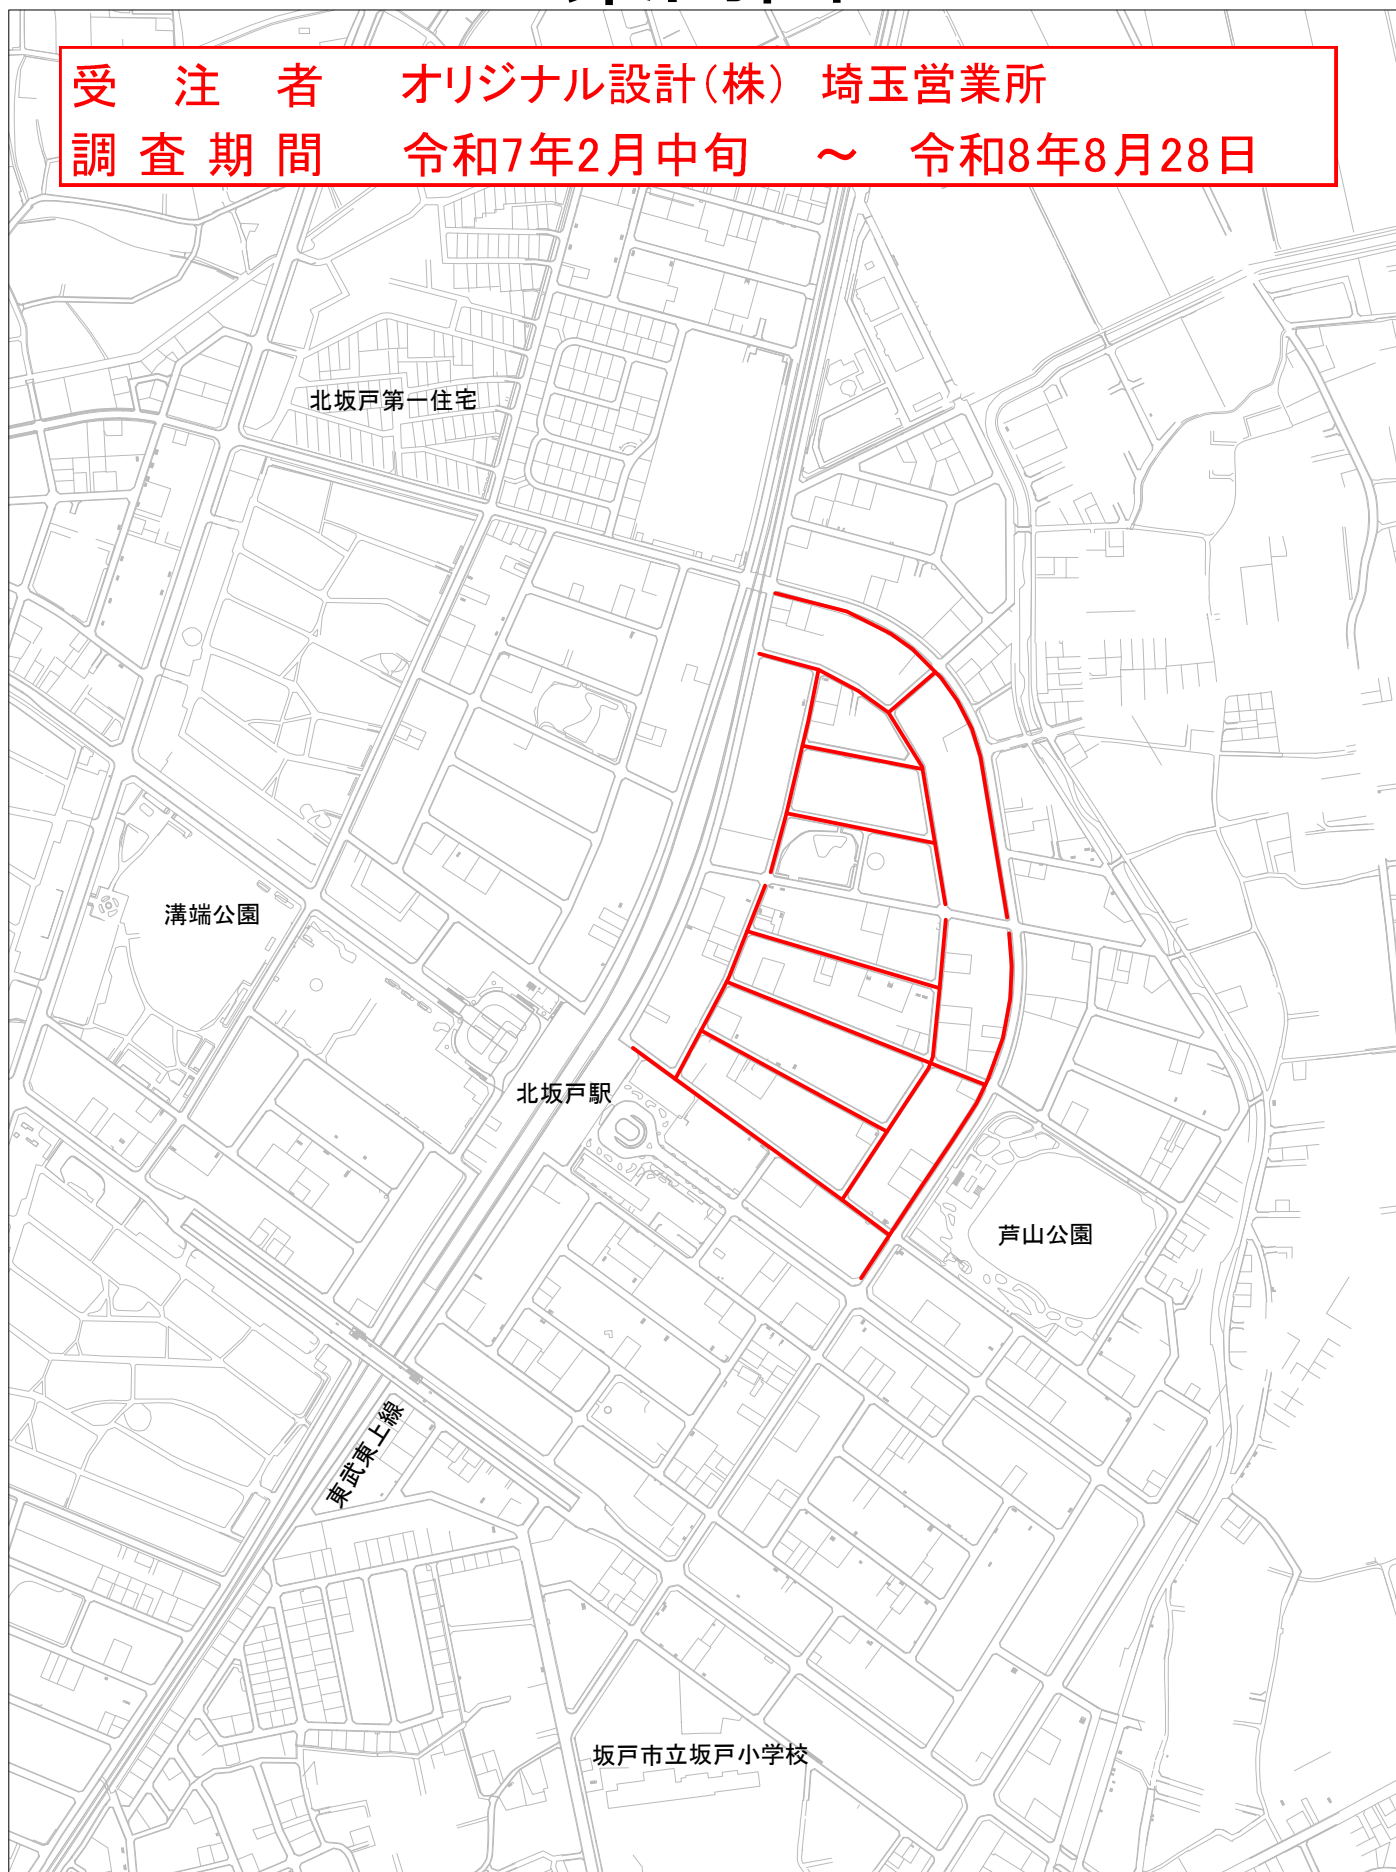 受注者 オリジナル設計(株) 埼玉営業所
調査期間 令和7年2月中旬 ～ 令和8年8月28日
北坂戸第一住宅
溝端公園
北坂戸駅
芦山公園
東武東上線
坂戸市立坂戸小学校